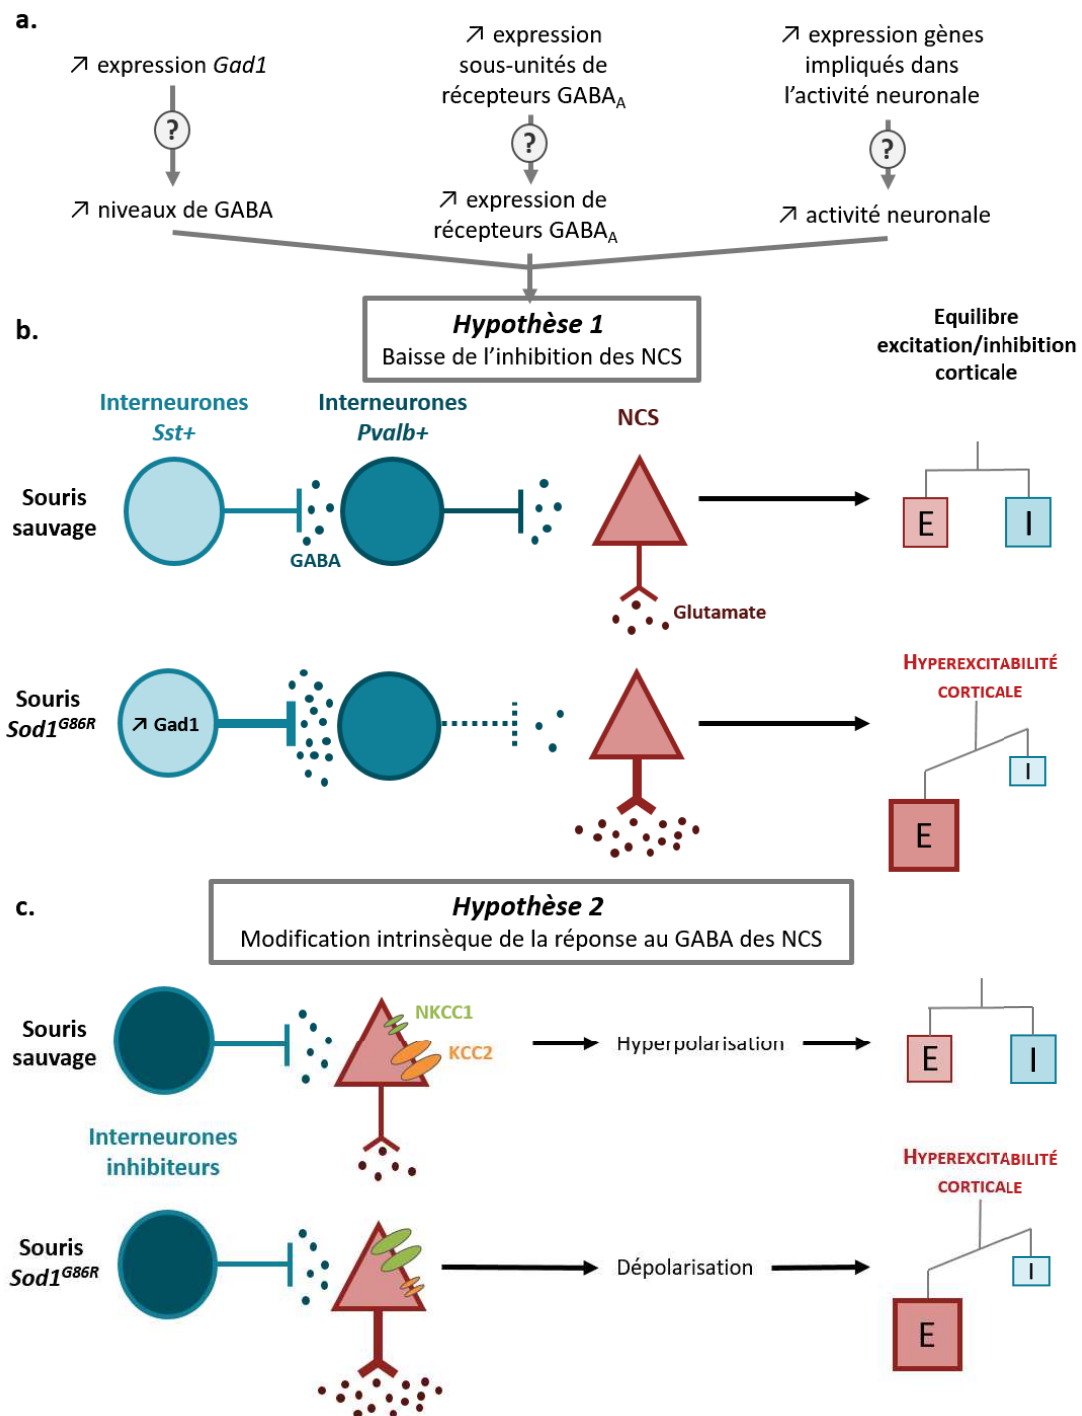 a.
↗ expression Gad1
↗ expression
sous-unités de
récepteurs GABAA
↗ expression gènes
impliqués dans
l'activité neuronale
?
?
?
↗ niveaux de GABA
↗ expression de
récepteurs GABAA
↗ activité neuronale
b.
Hypothèse 1
Baisse de l'inhibition des NCS
Equilibre
excitation/inhibition
corticale
Interneurones
Sst+
Interneurones
Pvalb+
NCS
Souris
sauvage
GABA
Glutamate
E
I
Souris
Sod1G86R
↗ Gad1
HYPEREXCITABILITÉ
CORTICALE
I
E
c.
Hypothèse 2
Modification intrinsèque de la réponse au GABA des NCS
Souris
sauvage
NKCC1
KCC2
Hyperpolarisation
E
I
Interneurones
inhibiteurs
HYPEREXCITABILITÉ
CORTICALE
Souris
Sod1G86R
Dépolarisation
I
E